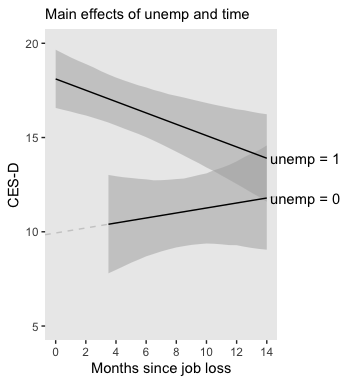 Main effects of unemp and time
20
15
10
5
CES-D
unemp = 1
unemp = 0
0 2 4 6 8 10 12 14
Months since job loss